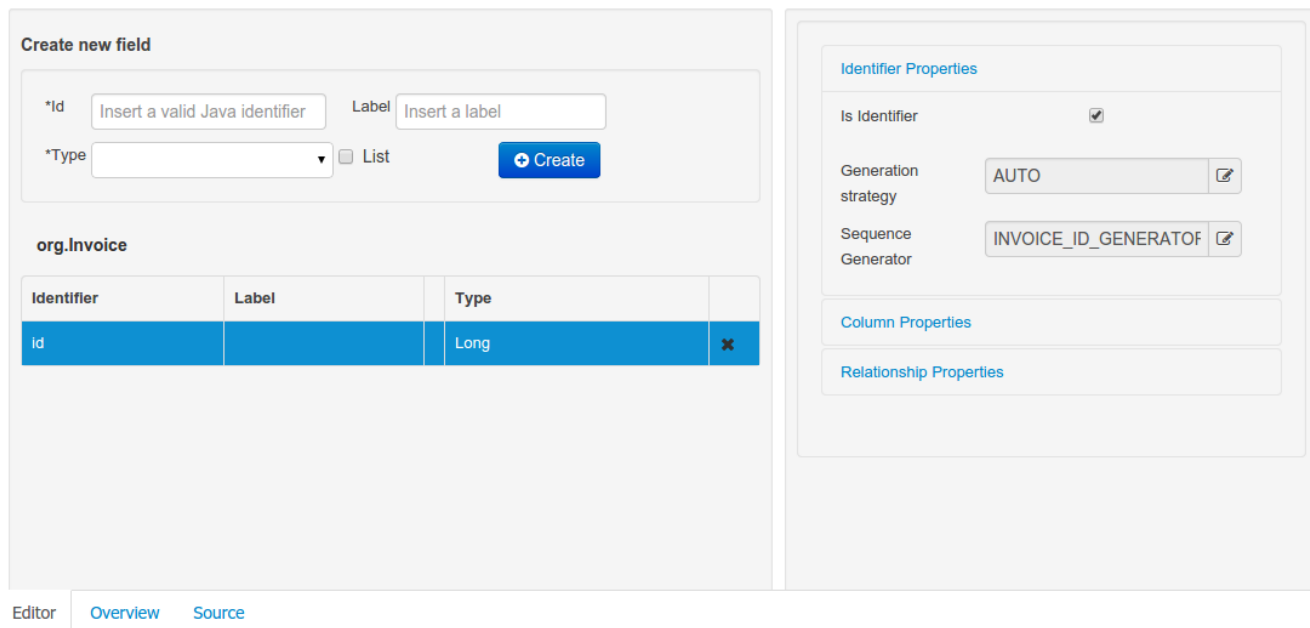 Create new field
*Id Insert a valid Java identifier Label Insert a label
*Type List Create
org.Invoice
Identifier Label Type
id Long
Identifier Properties
Is Identifier
Generation
strategy
AUTO
Sequence
Generator
INVOICE_ID_GENERATOR
Column Properties
Relationship Properties
Editor Overview Source